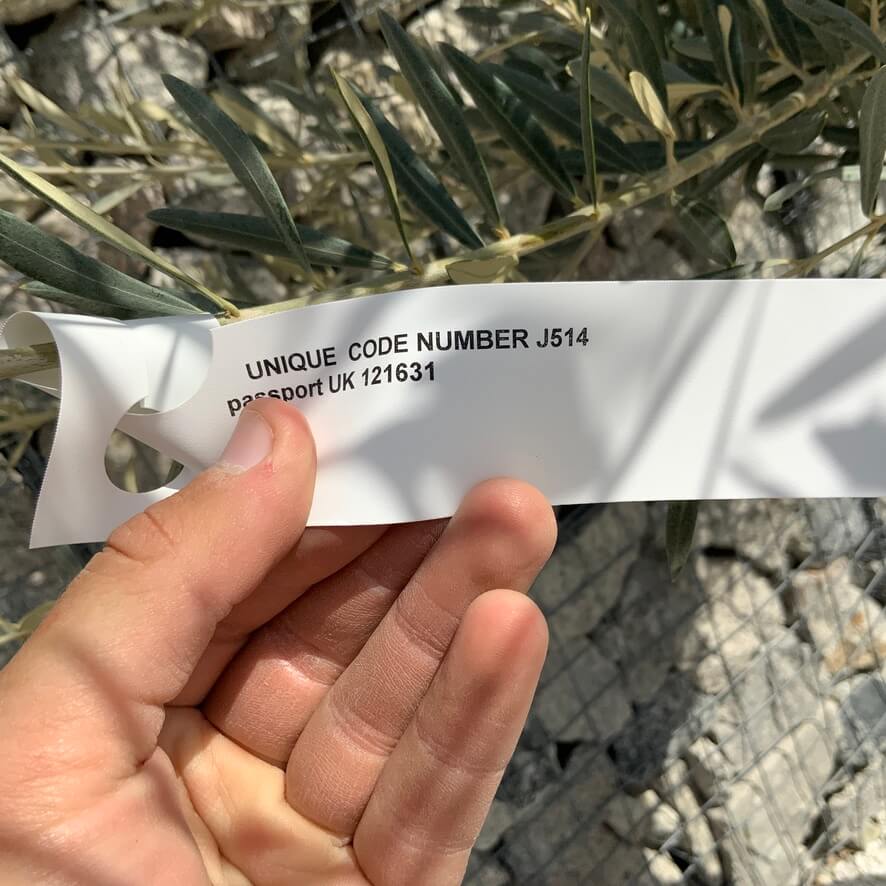 UNIQUE CODE NUMBER J514
passport UK 121631